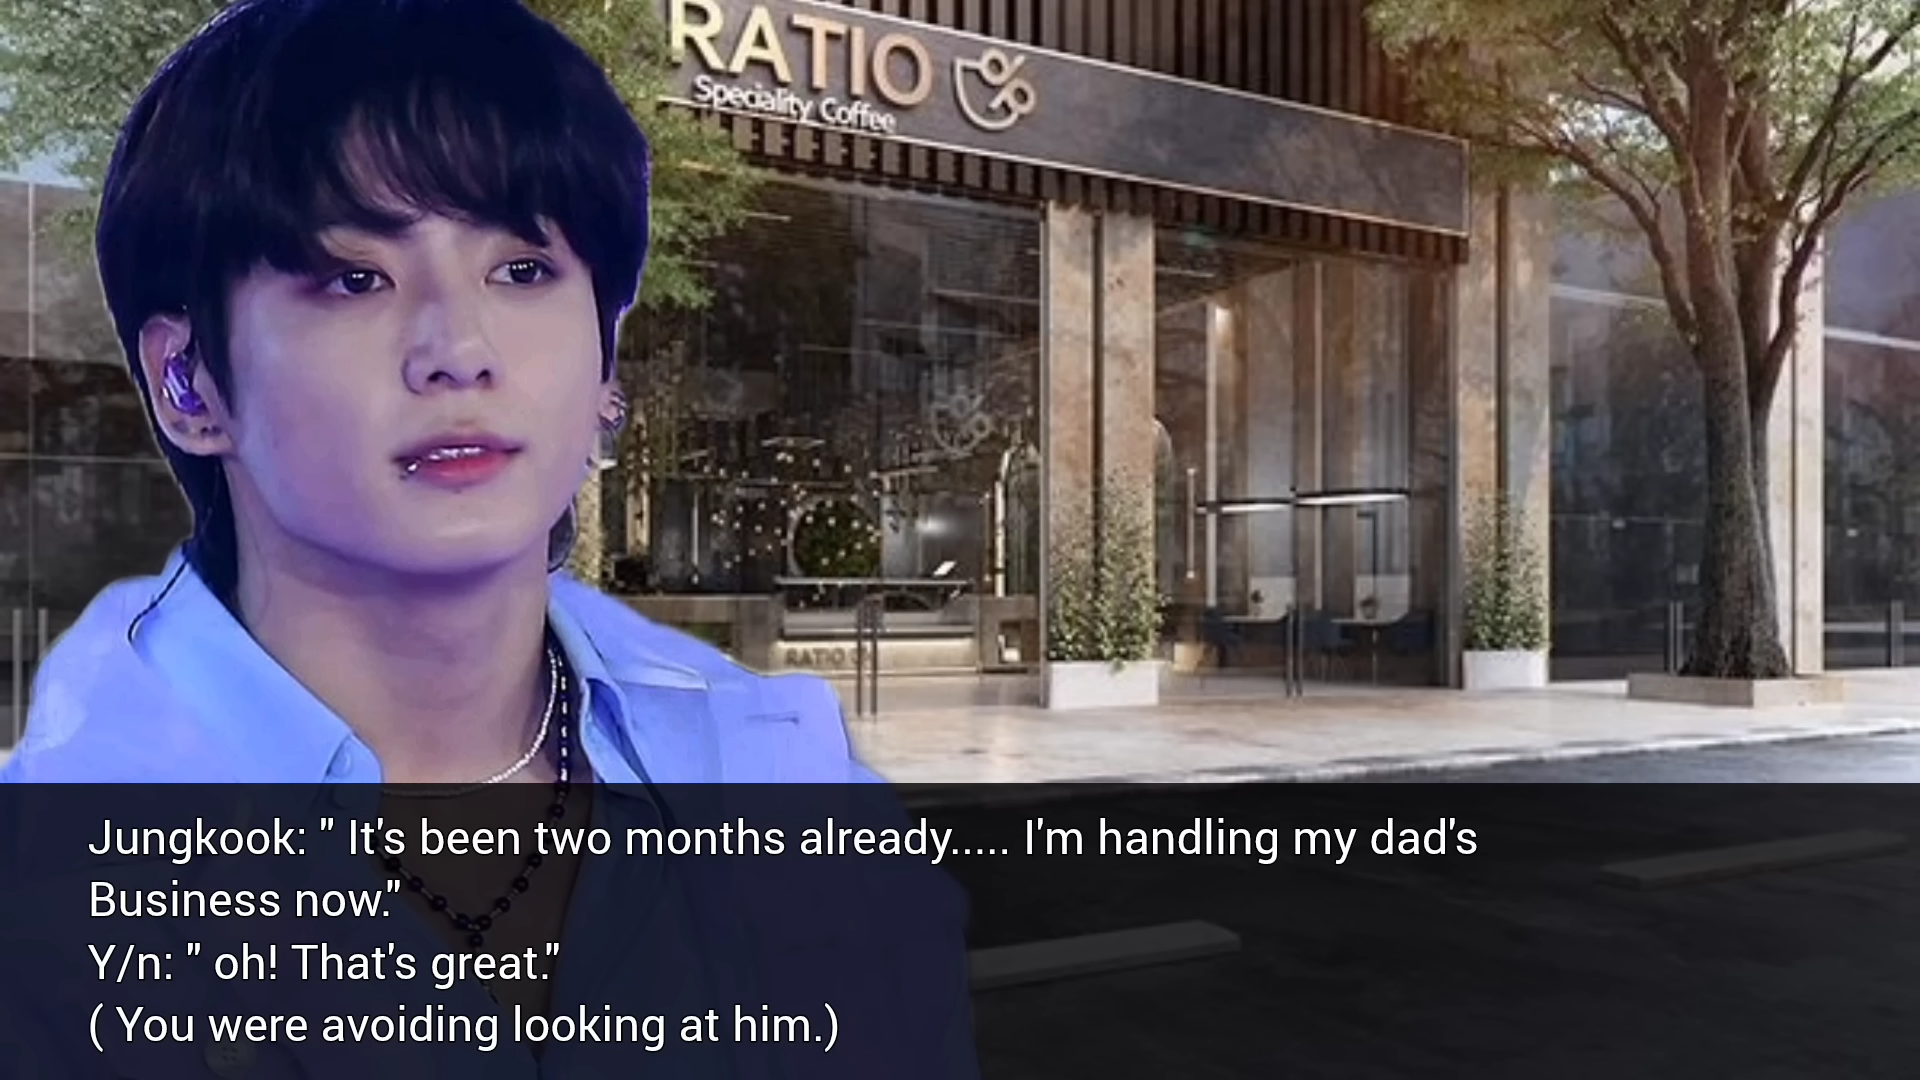 RATIO
Speciality Coffee
RATIO
Jungkook: " It's been two months already..... I'm handling my dad's
Business now."
Y/n: " oh! That's great."
( You were avoiding looking at him.)